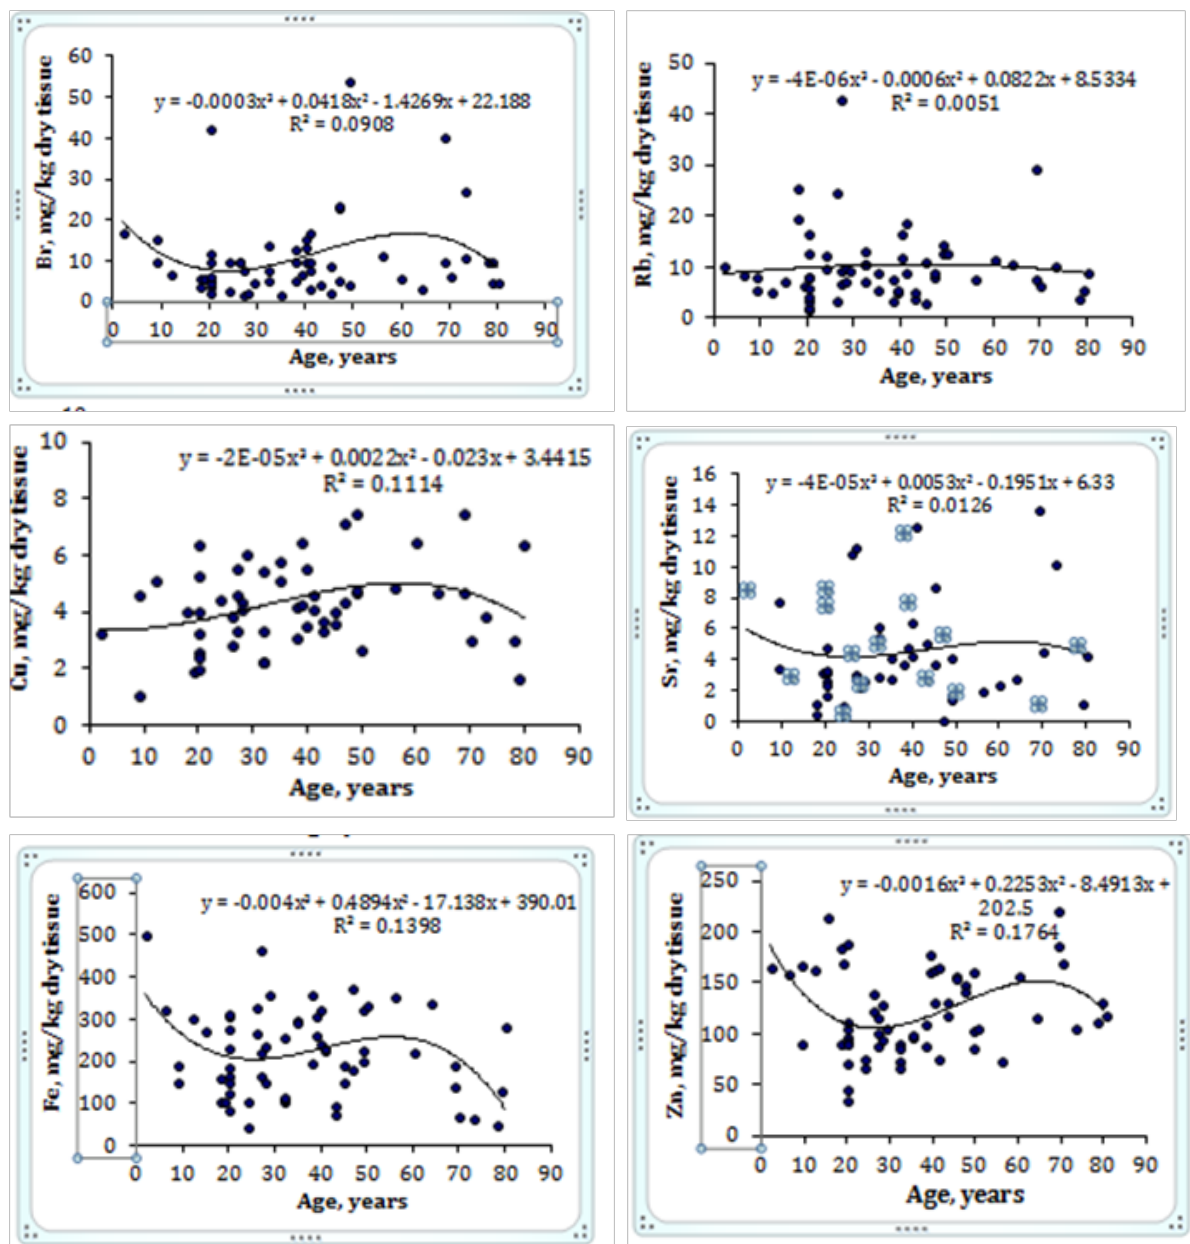 60
50
40
30
20
10
0
Br, mg/kg dry tissue
y = -0.0003x³ + 0.0418x² - 1.4269x + 22.188
R² = 0.0908
0 10 20 30 40 50 60 70 80 90
Age, years
50
40
30
20
10
0
Rb, mg/kg dry tissue
y = -4E-06x³ - 0.0006x² + 0.0822x + 8.5334
R² = 0.0051
0 10 20 30 40 50 60 70 80 90
Age, years
10
8
6
4
2
0
Cu, mg/kg dry tissue
y = -2E-05x³ + 0.0022x² - 0.023x + 3.4415
R² = 0.1114
0 10 20 30 40 50 60 70 80 90
Age, years
16
14
12
10
8
6
4
2
0
Sr, mg/kg dry tissue
y = -4E-05x³ + 0.0053x² - 0.1951x + 6.33
R² = 0.0126
0 10 20 30 40 50 60 70 80 90
Age, years
600
500
400
300
200
100
0
Fe, mg/kg dry tissue
y = -0.004x³ + 0.4894x² - 17.138x + 390.01
R² = 0.1398
0 10 20 30 40 50 60 70 80 90
Age, years
250
200
150
100
50
0
Zn, mg/kg dry tissue
y = -0.0016x³ + 0.2253x² - 8.4913x +
202.5
R² = 0.1764
0 10 20 30 40 50 60 70 80 90
Age, years